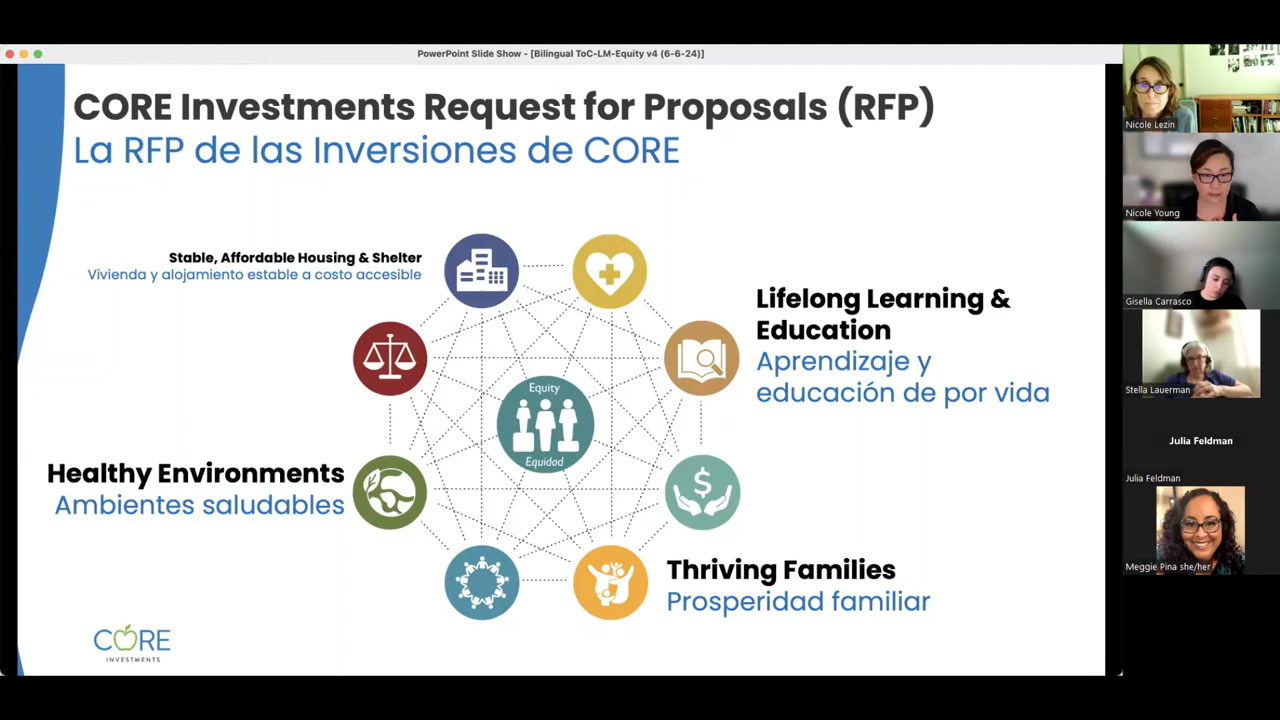 PowerPoint Slide Show - [Bilingual ToC-LM-Equity v4 (6-6-24)]
CORE Investments Request for Proposals (RFP)
La RFP de las Inversiones de CORE
Stable, Affordable Housing & Shelter
Vivienda y alojamiento estable a costo accesible
Lifelong Learning &
Education
Aprendizaje y
educación de por vida
Equity
Equidad
Healthy Environments
Ambientes saludables
$
Thriving Families
Prosperidad familiar
CORE
INVESTMENTS
Nicole Lezin
Nicole Young
Gisella Carrasco
Stella Lauerman
Julia Feldman
Julia Feldman
Meggie Pina she/her